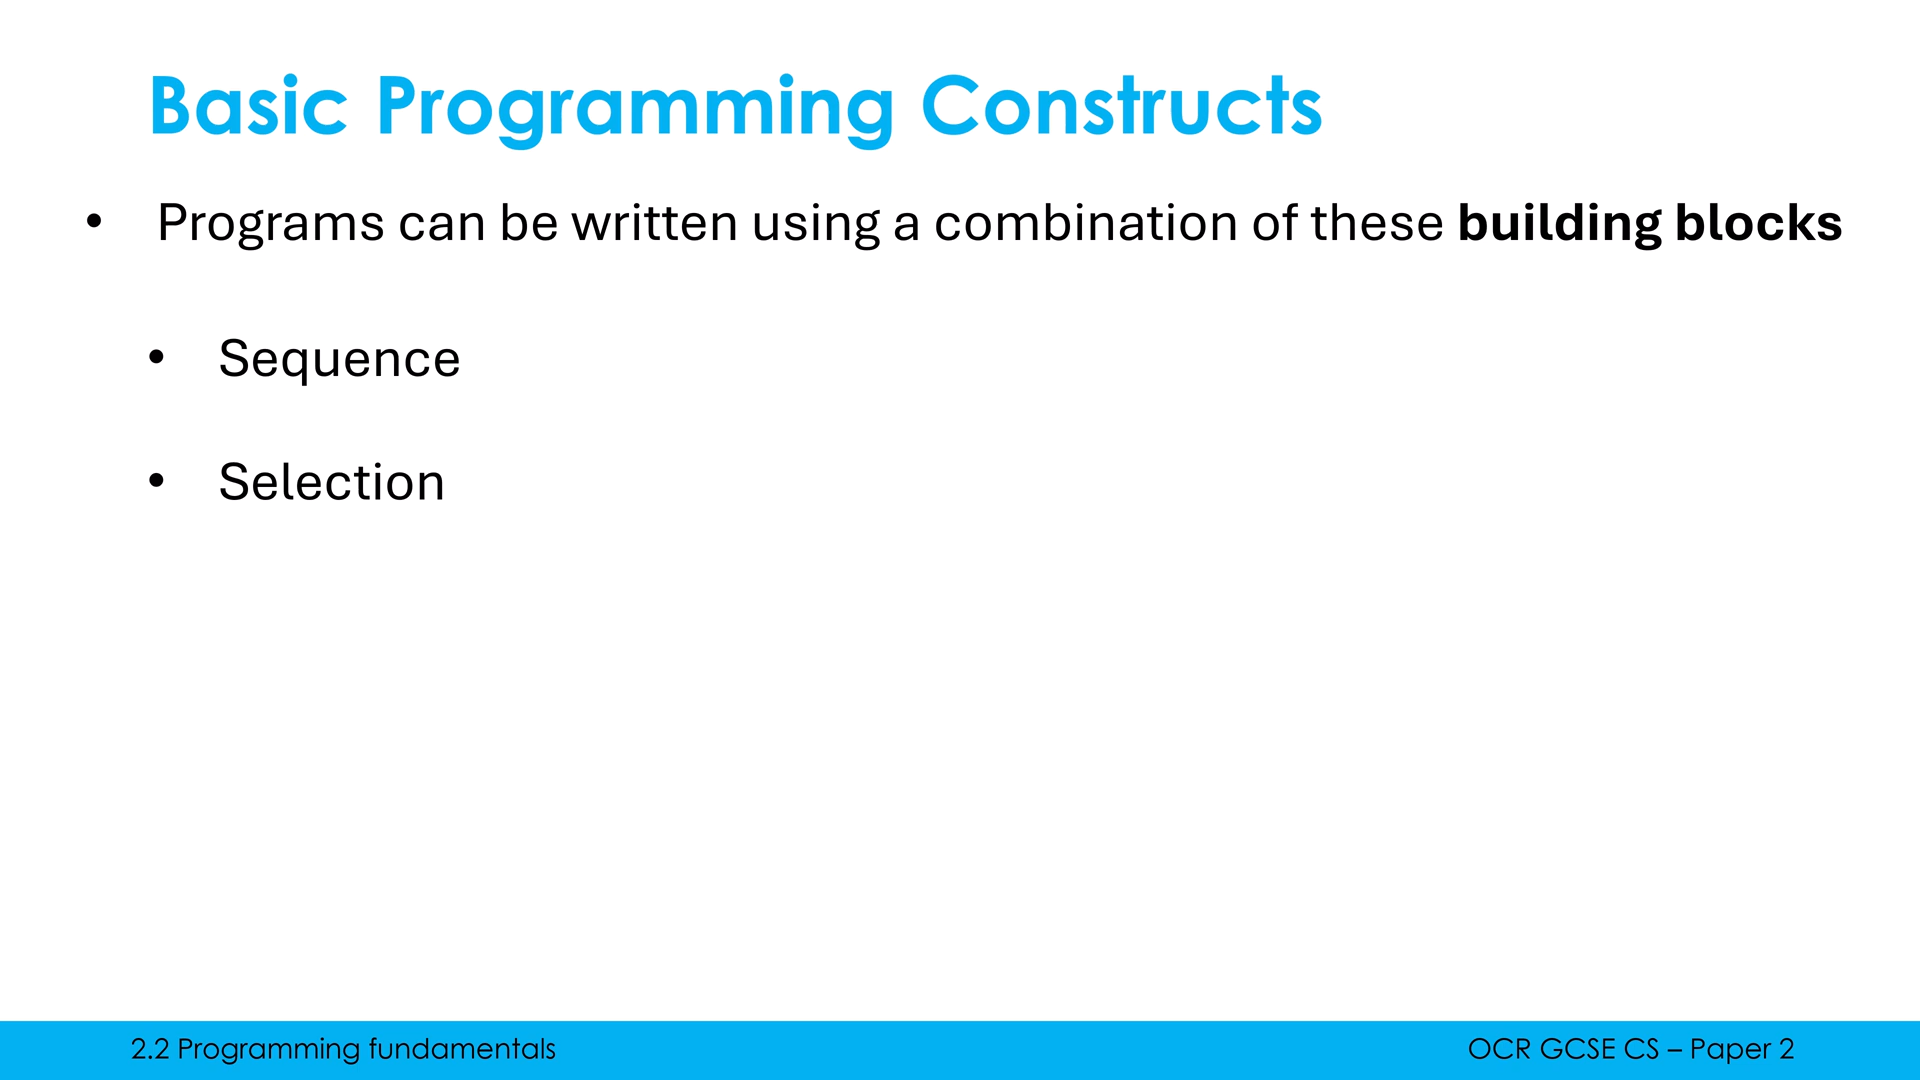 Basic Programming Constructs
• Programs can be written using a combination of these building blocks
• Sequence
• Selection
2.2 Programming fundamentals
OCR GCSE CS – Paper 2